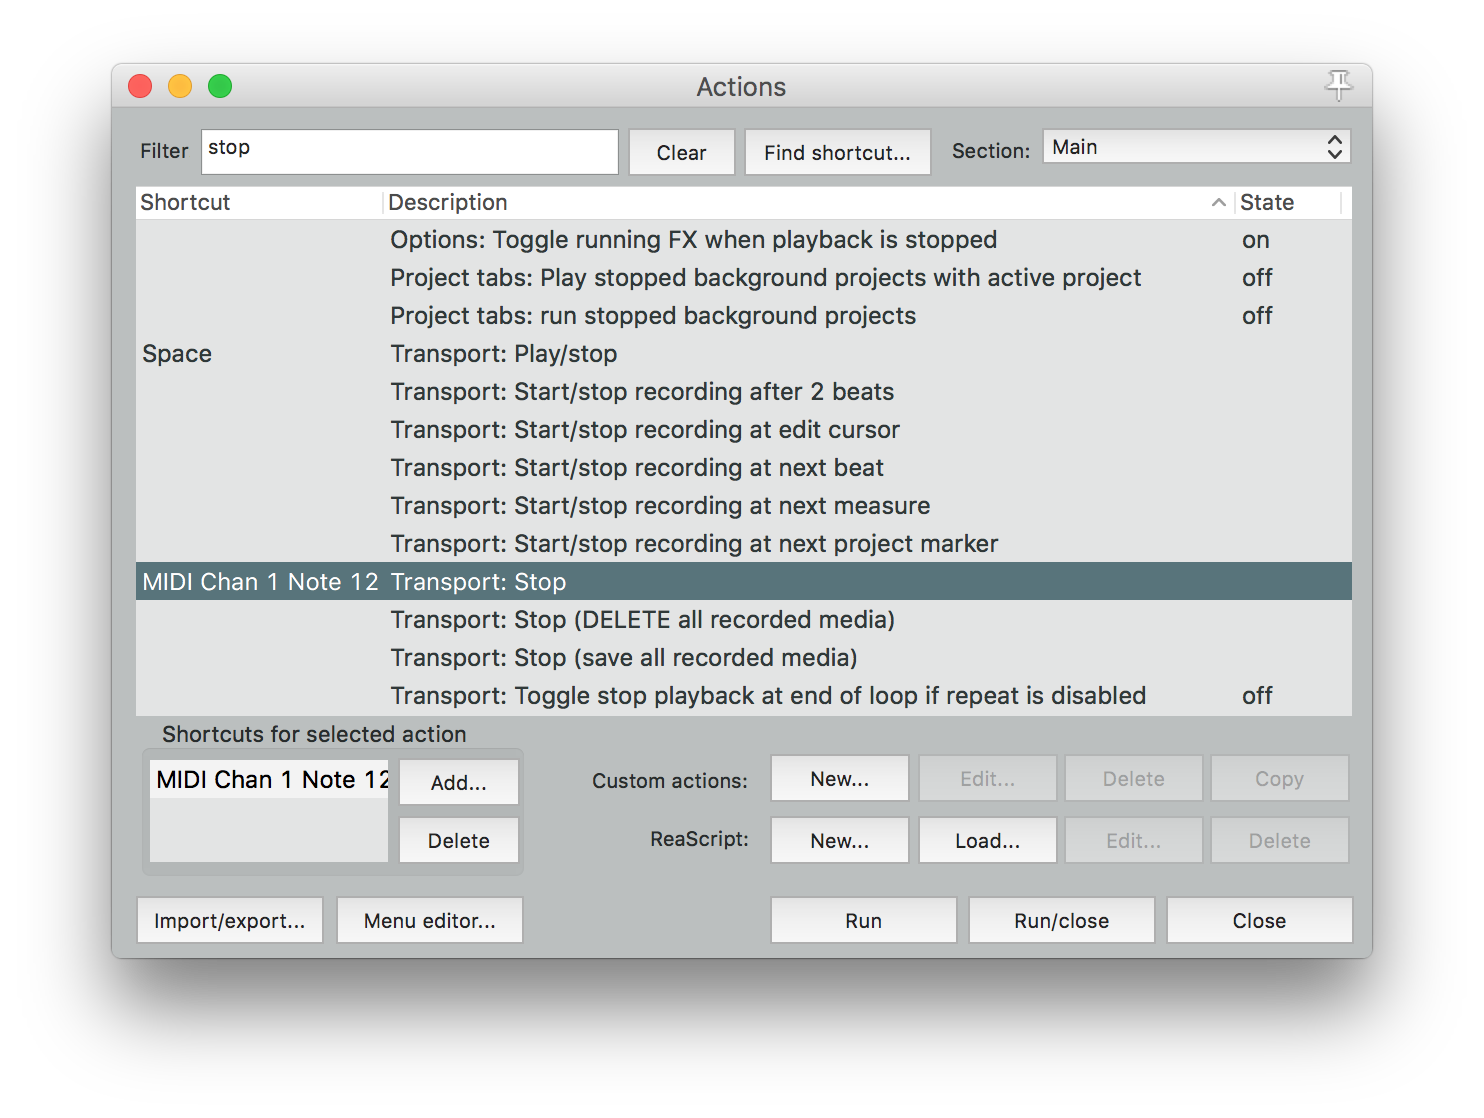 Actions
Filter stop Clear Find shortcut... Section: Main
Shortcut Description State
Options: Toggle running FX when playback is stopped on
Project tabs: Play stopped background projects with active project off
Project tabs: run stopped background projects off
Space Transport: Play/stop
Transport: Start/stop recording after 2 beats
Transport: Start/stop recording at edit cursor
Transport: Start/stop recording at next beat
Transport: Start/stop recording at next measure
Transport: Start/stop recording at next project marker
MIDI Chan 1 Note 12 Transport: Stop
Transport: Stop (DELETE all recorded media)
Transport: Stop (save all recorded media)
Transport: Toggle stop playback at end of loop if repeat is disabled off
Shortcuts for selected action
MIDI Chan 1 Note 12 Add... Custom actions: New... Edit... Delete Copy
Delete ReaScript: New... Load... Edit... Delete
Import/export... Menu editor... Run Run/close Close